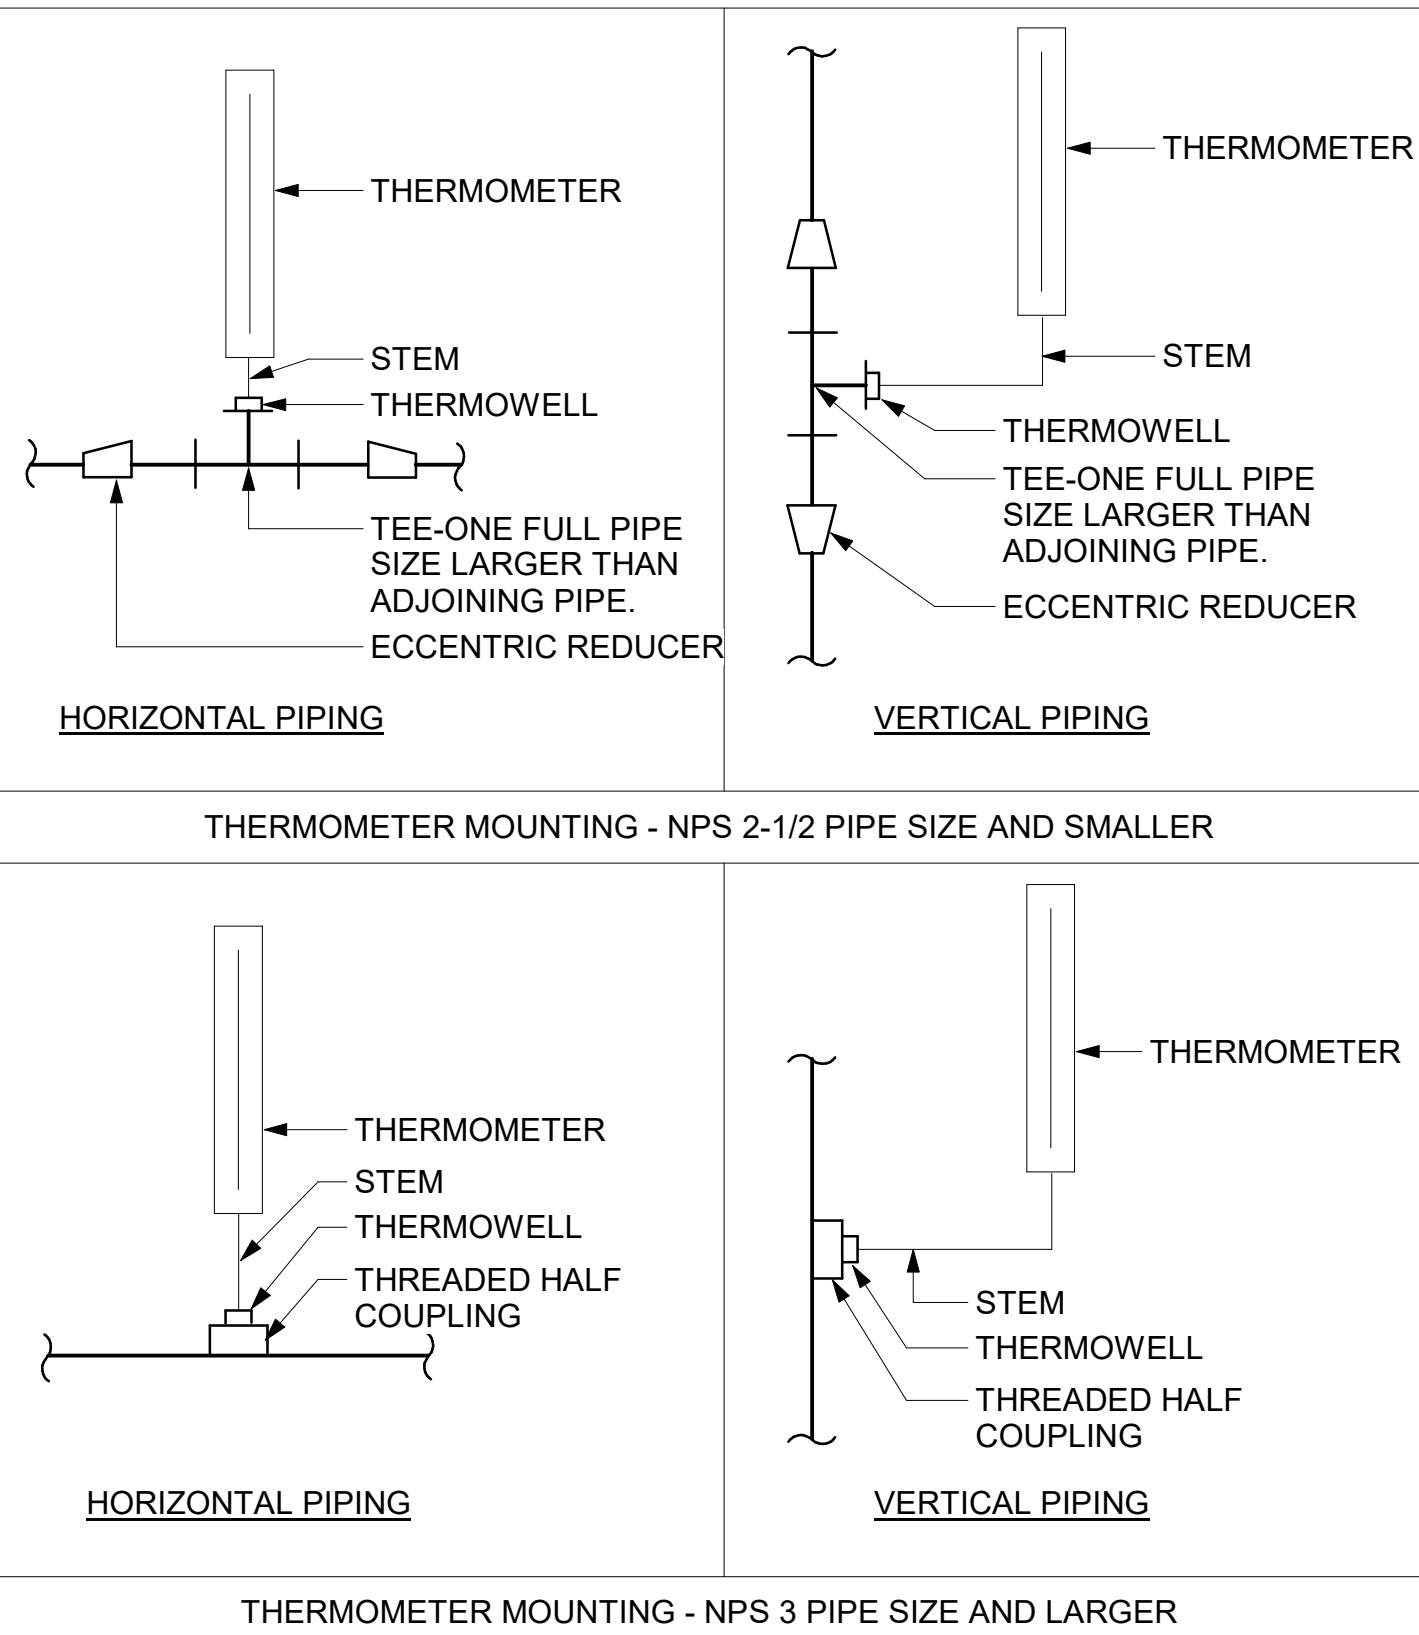 THERMOMETER
STEM
THERMOWELL
TEE-ONE FULL PIPE
SIZE LARGER THAN
ADJOINING PIPE.
ECCENTRIC REDUCER
HORIZONTAL PIPING
THERMOMETER
STEM
THERMOWELL
TEE-ONE FULL PIPE
SIZE LARGER THAN
ADJOINING PIPE.
ECCENTRIC REDUCER
VERTICAL PIPING
THERMOMETER MOUNTING - NPS 2-1/2 PIPE SIZE AND SMALLER
THERMOMETER
STEM
THERMOWELL
THREADED HALF
COUPLING
HORIZONTAL PIPING
THERMOMETER
STEM
THERMOWELL
THREADED HALF
COUPLING
VERTICAL PIPING
THERMOMETER MOUNTING - NPS 3 PIPE SIZE AND LARGER